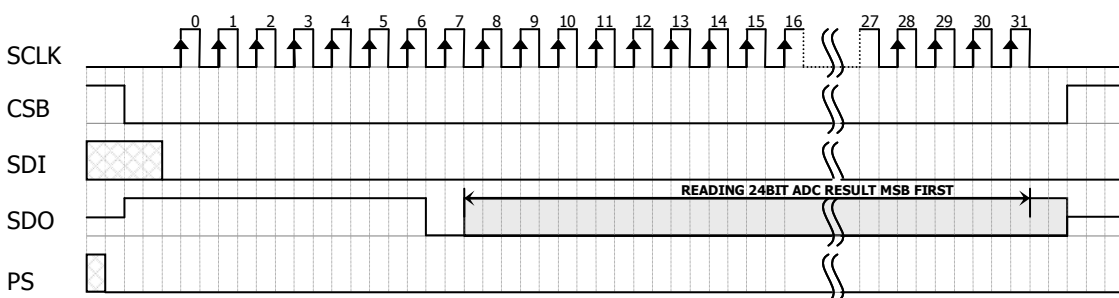 0 1 2 3 4 5 6 7 8 9 10 11 12 13 14 15 16 27 28 29 30 31
SCLK
CSB
SDI
READING 24BIT ADC RESULT MSB FIRST
SDO
PS